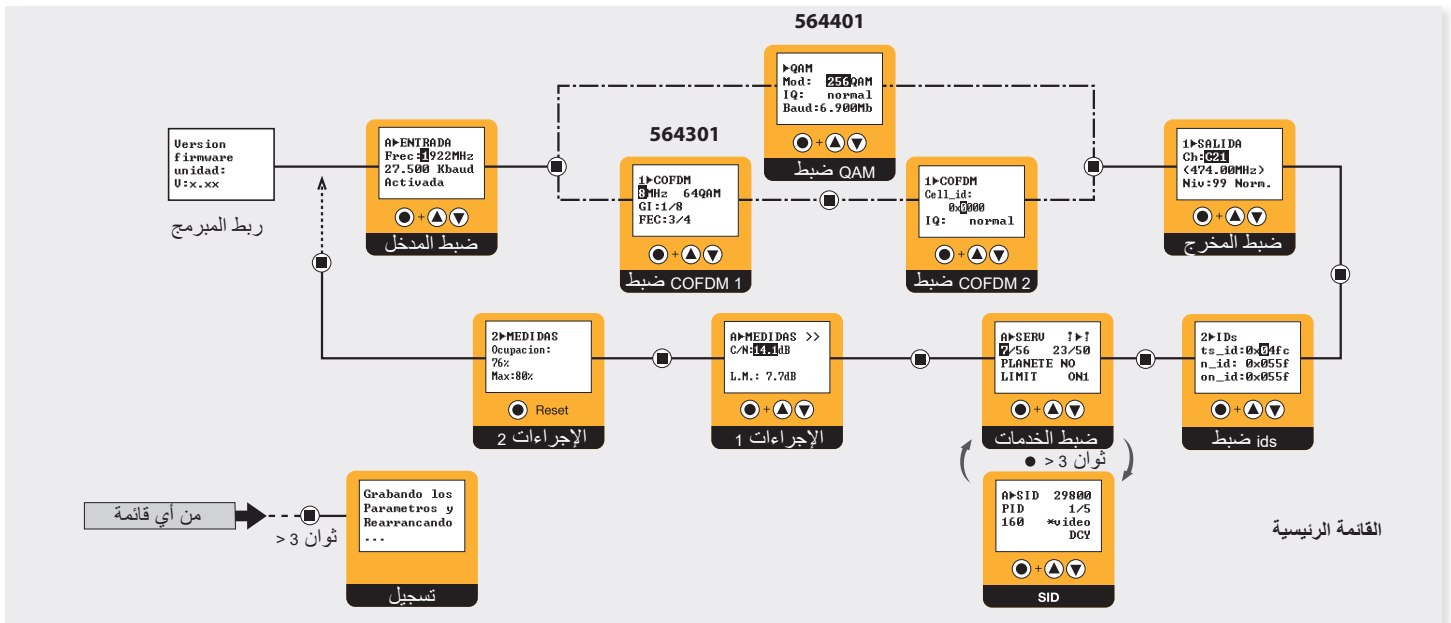 564401
►QAM
Mod: 256QAM
IQ: normal
Baud:6.900Mb
ضبط QAM
Version
firmware
unidad:
V:x.xx
ربط المبرمج
A►ENTRADA
Frec:1922MHz
27.500 Kbaud
Activada
ضبط المدخل
564301
1►COFDM
8MHz 64QAM
GI:1/8
FEC:3/4
ضبط COFDM 1
1►COFDM
Cell_id:
0x0000
IQ: normal
ضبط COFDM 2
1►SALIDA
Ch:C21
(474.00MHz)
Niv:99 Norm.
ضبط المخرج
2►MEDIDAS
Ocupacion:
76%
Max:80%
Reset
الإجراءات 2
A►MEDIDAS >>
C/N:14.1dB
L.M.: 7.7dB
الإجراءات 1
A►SERV ?►?
7/56 23/50
PLANETE NO
LIMIT ON1
ضبط الخدمات
● > 3 ثوان
2►IDs
ts_id:0x04fc
n_id: 0x055f
on_id:0x055f
ضبط ids
A►SID 29800
PID 1/5
160 *video
DCY
SID
القائمة الرئيسية
من أي قائمة
> 3 ثوان
Grabando los
Parametros y
Rearrancando
...
تسجيل